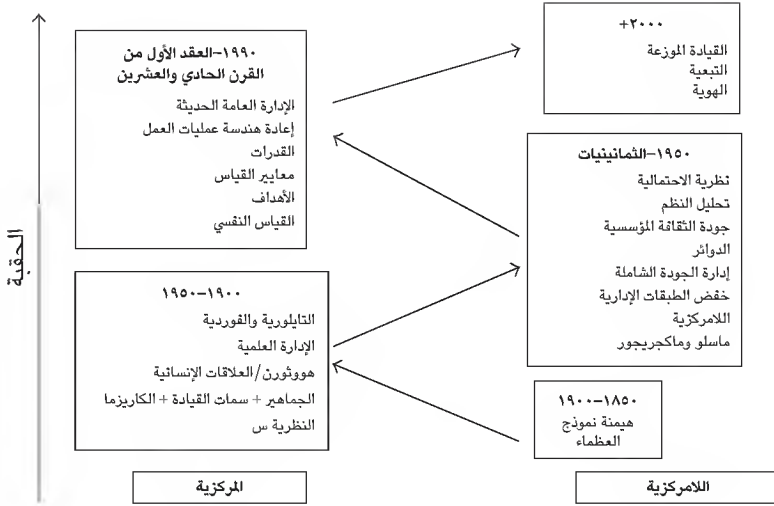 +٢٠٠٠
القيادة الموزعة
التبعية
الهوية
١٩٩٠–العقد الأول من
القرن الحادي والعشرين
الإدارة العامة الحديثة
إعادة هندسة عمليات العمل
القدرات
معايير القياس
الأهداف
القياس النفسي
١٩٥٠–الثمانينيات
نظرية الاحتمالية
تحليل النظم
جودة الثقافة المؤسسية
الدوائر
إدارة الجودة الشاملة
خفض الطبقات الإدارية
اللامركزية
ماسلو وماكجريجور
١٩٠٠–١٩٥٠
التايلورية والفوردية
الإدارة العلمية
هووثورن/العلاقات الإنسانية
الجماهير + سمات القيادة + الكاريزما
النظرية س
١٨٥٠–١٩٠٠
هيمنة نموذج
العظماء
اللامركزية
المركزية
الحقبة